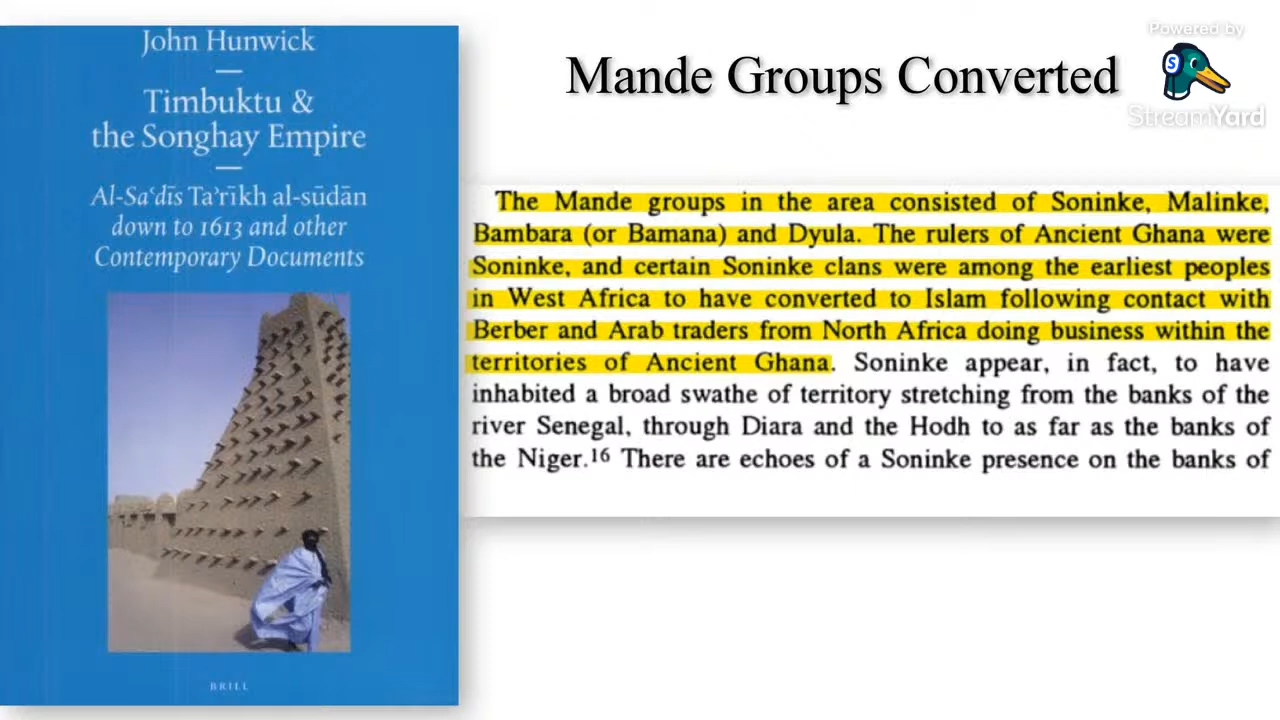 John Hunwick
Timbuktu &
the Songhay Empire
Al-Saʿdīs Taʾrīkh al-sūdān
down to 1613 and other
Contemporary Documents
BRILL
Mande Groups Converted
Powered by
StreamYard
The Mande groups in the area consisted of Soninke, Malinke,
Bambara (or Bamana) and Dyula. The rulers of Ancient Ghana were
Soninke, and certain Soninke clans were among the earliest peoples
in West Africa to have converted to Islam following contact with
Berber and Arab traders from North Africa doing business within the
territories of Ancient Ghana. Soninke appear, in fact, to have
inhabited a broad swathe of territory stretching from the banks of the
river Senegal, through Diara and the Hodh to as far as the banks of
the Niger.16 There are echoes of a Soninke presence on the banks of